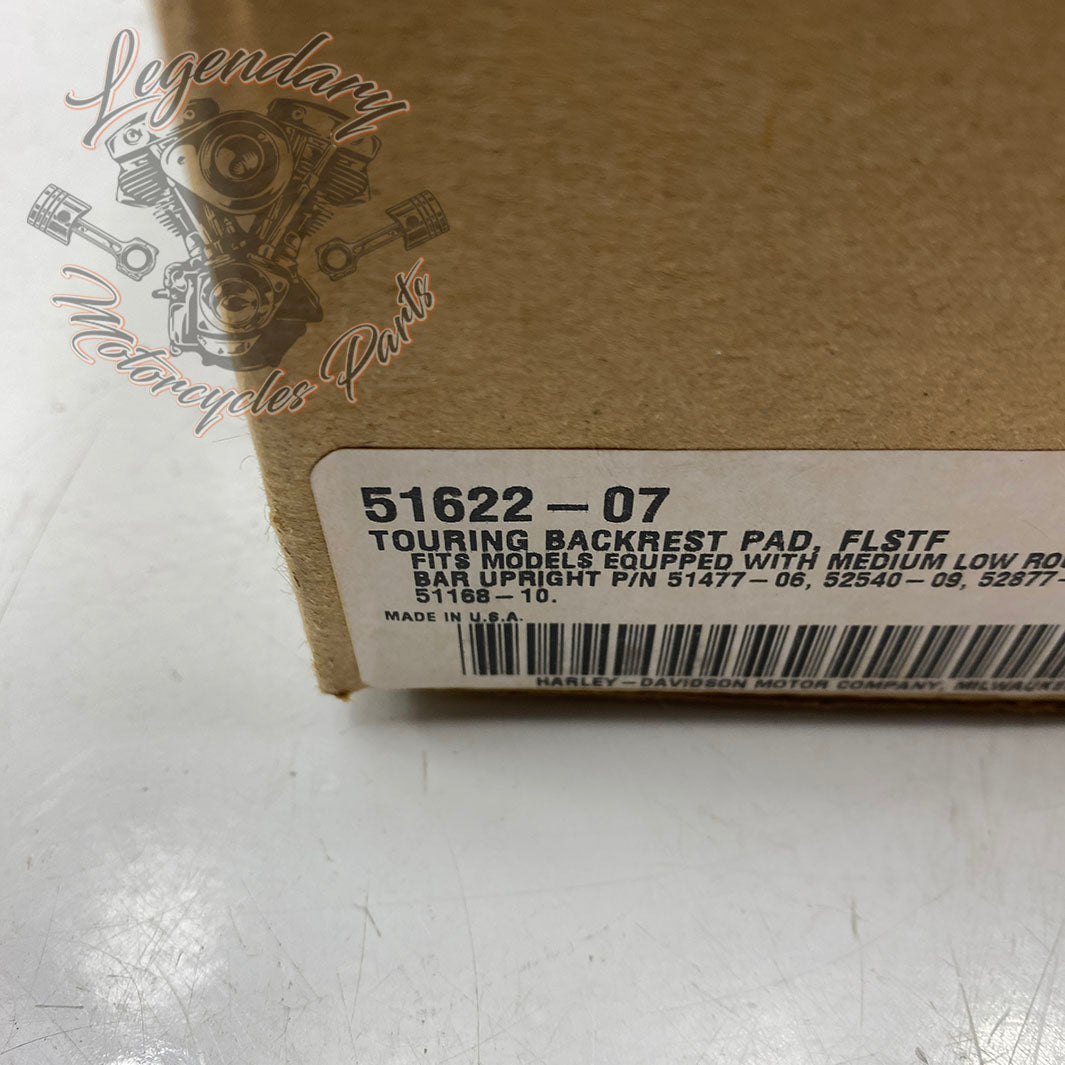 Legendary
Motorcycles Parts
51622-07
TOURING BACKREST PAD, FLSTF
FITS MODELS EQUPPED WITH MEDIUM LOW
BAR UPRIGHT P/N 51477-06, 52540-09, 52877-
51168-10.
MADE IN U.S.A.
HARLEY-DAVIDSON MOTOR COMPANY,